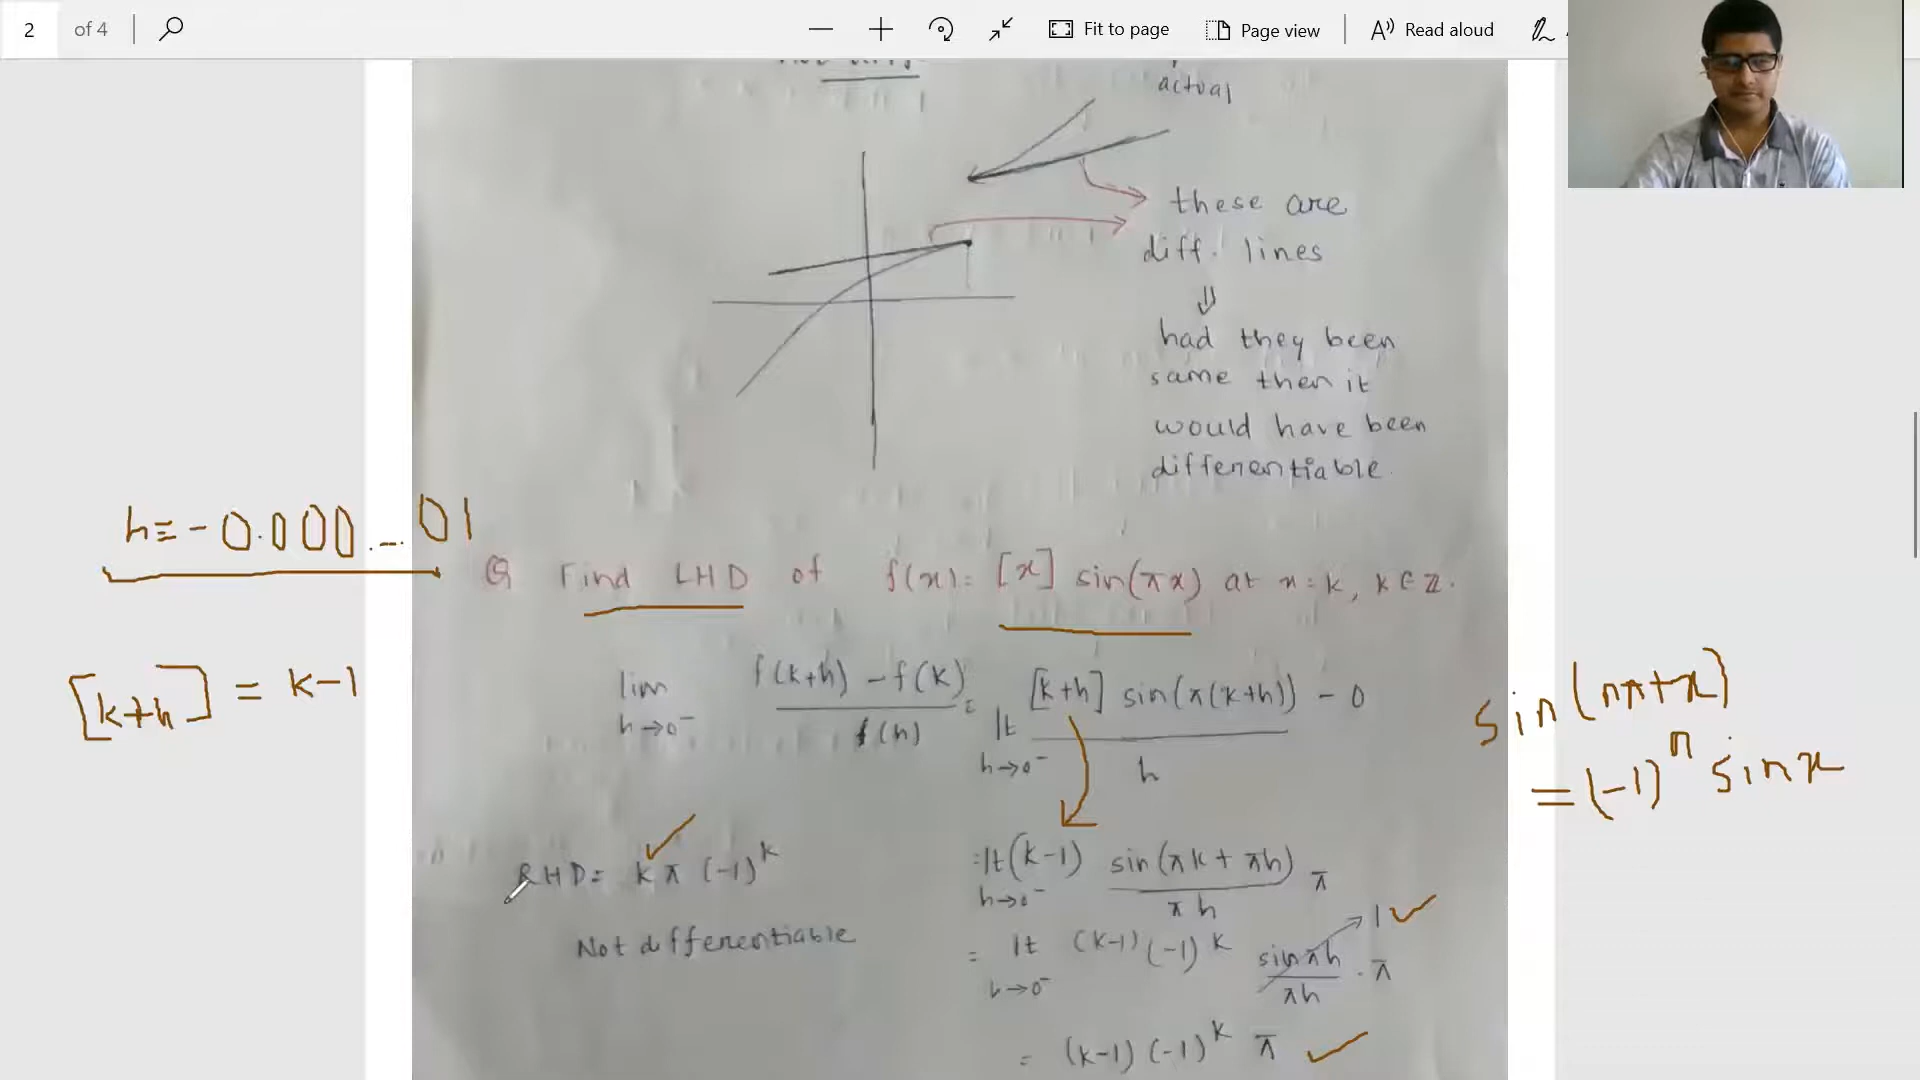 2 of 4 Fit to page Page view Read aloud
actual
these are
diff. lines
⇓
had they been
same then it
would have been
differentiable.
h = - 0.000...01
Q Find LHD of f(x) = [x] sin(πx) at x = k, k ∈ Z.
[k+h] = k-1
lim h→0⁻ (f(k+h) - f(k))/(h) = lt h→0⁻ ([k+h] sin(π(k+h)) - 0)/h
sin(nπ+x)
= (-1)ⁿ sin x
RHD = k π (-1)^k
Not differentiable
= lt h→0⁻ (k-1) sin(πk + πh)/πh π
= lt h→0⁻ (k-1) (-1)^k sin πh/πh . π → 1
= (k-1) (-1)^k π